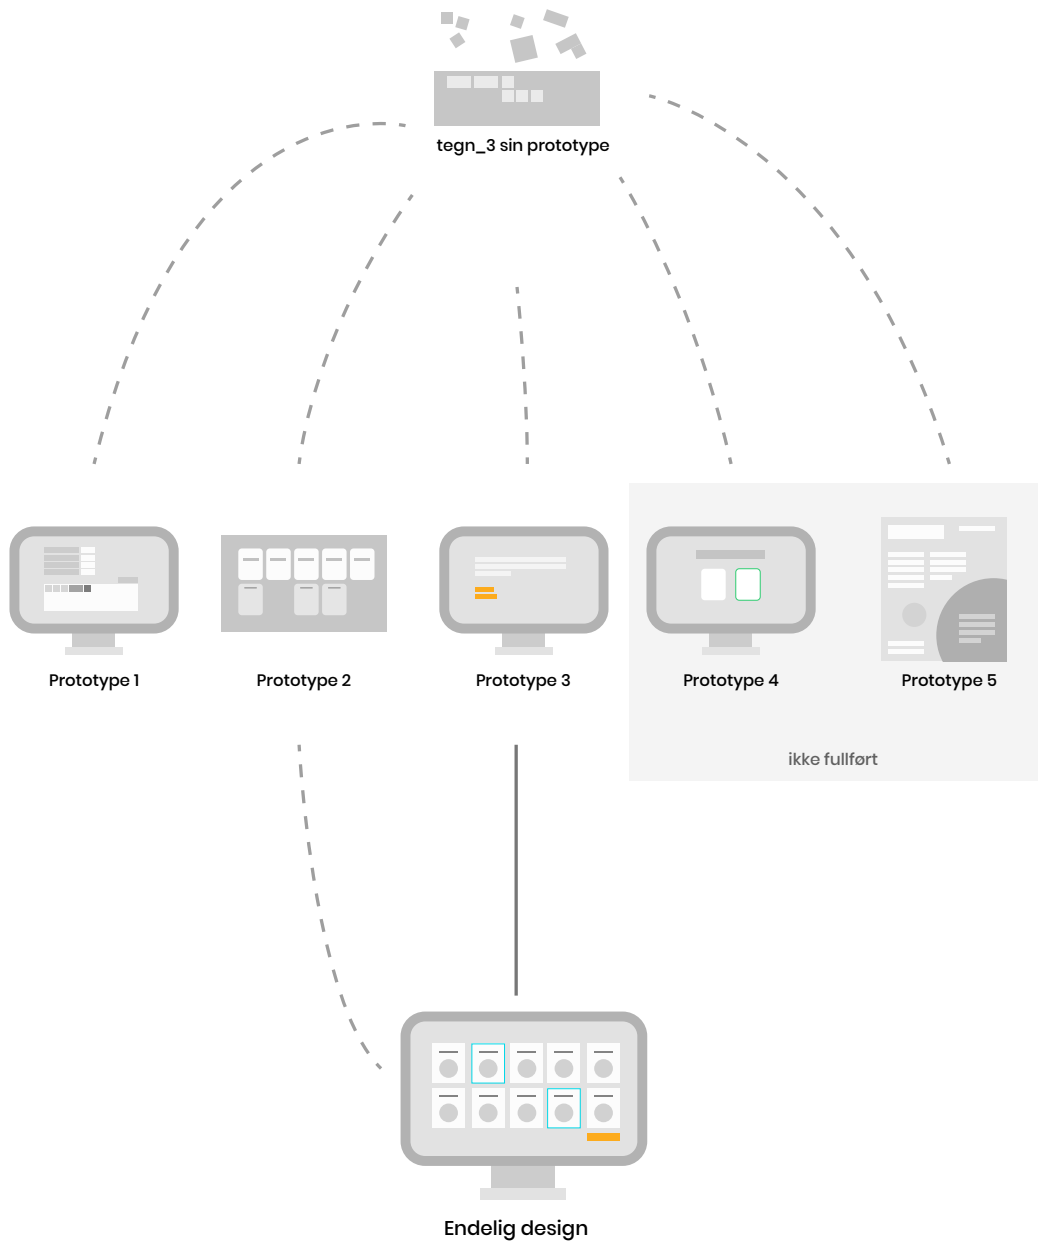 tegn_3 sin prototype
Prototype 1
Prototype 2
Prototype 3
Prototype 4
Prototype 5
ikke fullført
Endelig design